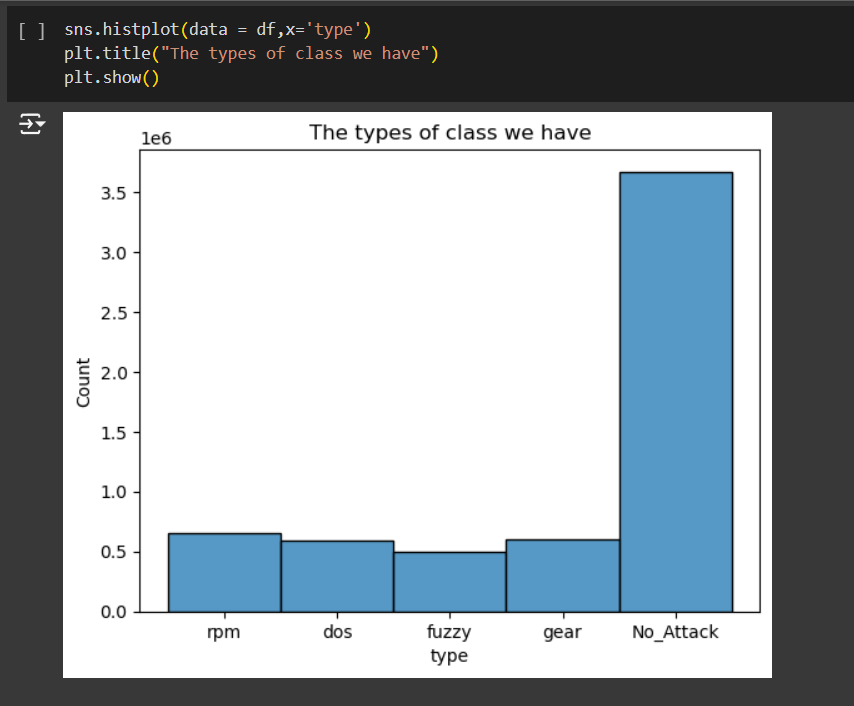 [ ] sns.histplot(data = df,x='type')
plt.title("The types of class we have")
plt.show()
The types of class we have
1e6
3.5
3.0
2.5
2.0
1.5
1.0
0.5
0.0
Count
rpm dos fuzzy gear No_Attack
type